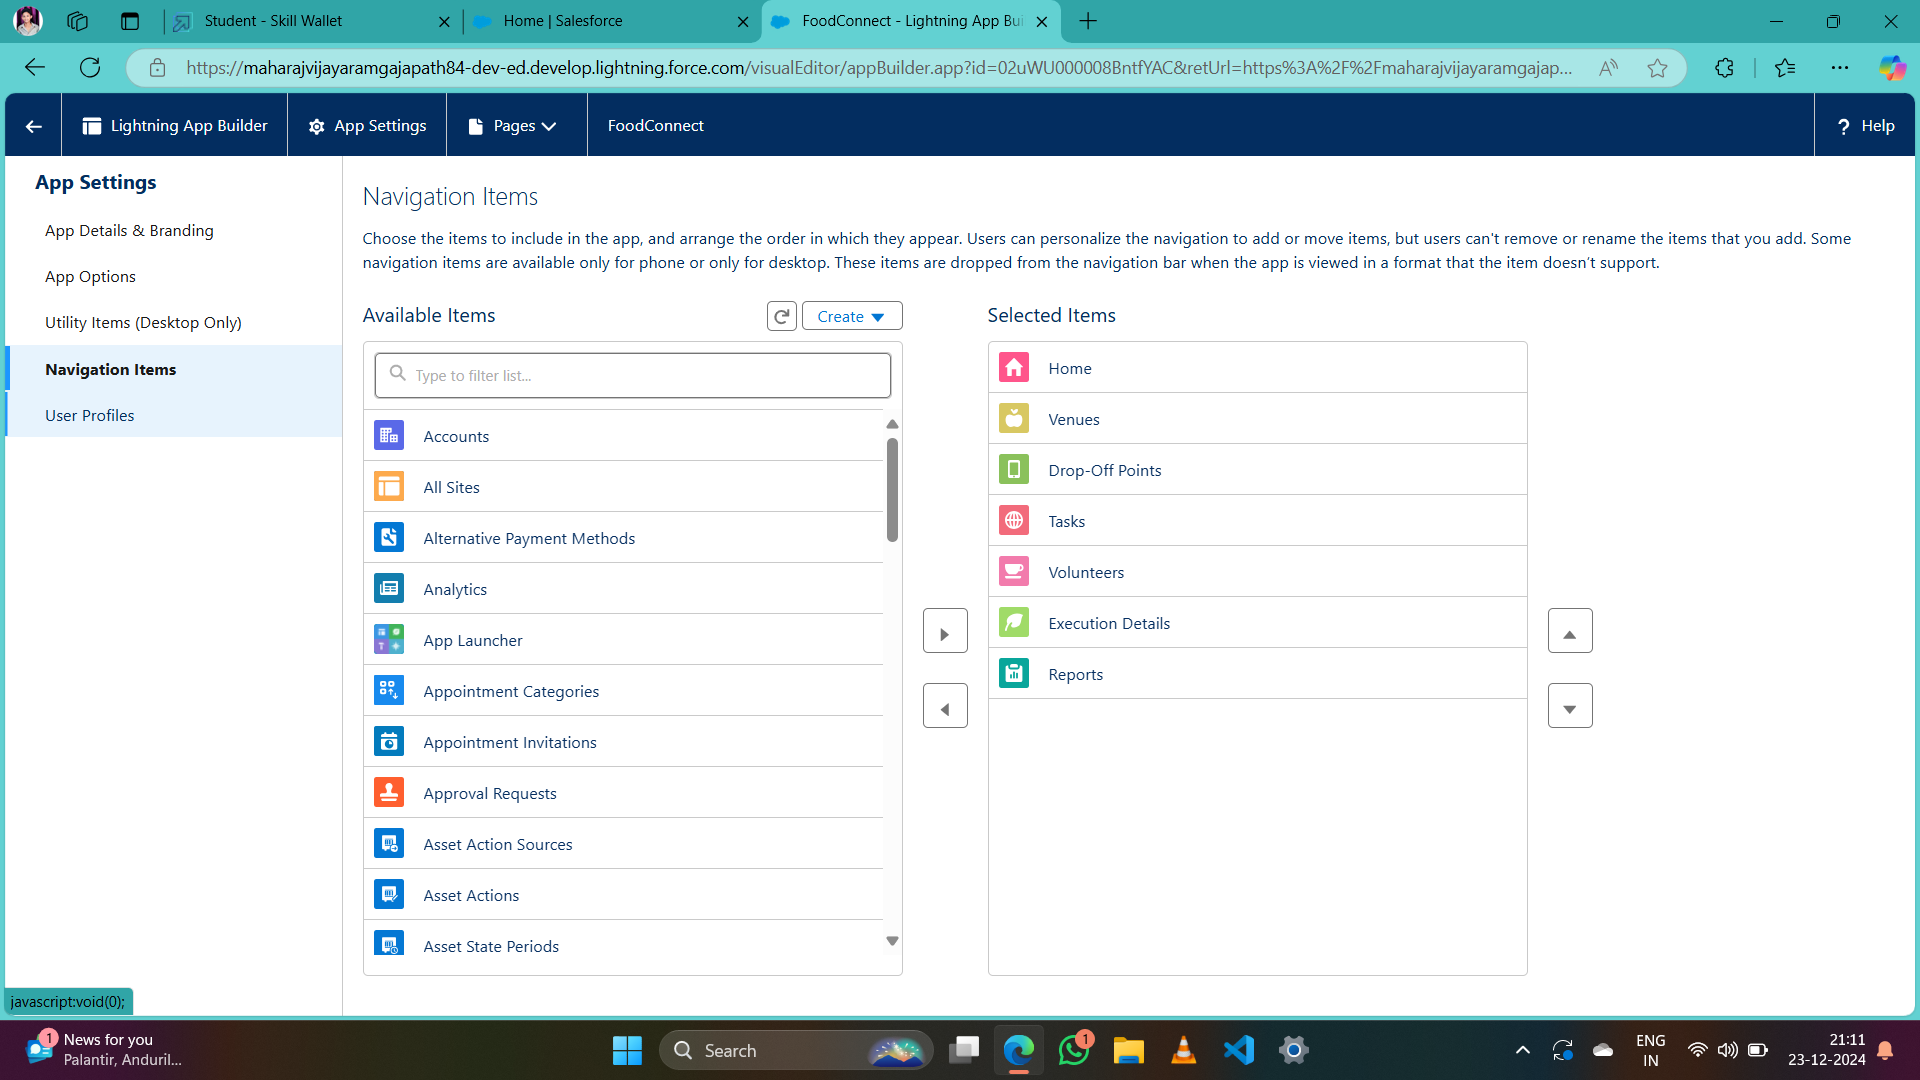 Student - Skill Wallet
Home | Salesforce
FoodConnect - Lightning App Bui
https://maharajvijayaramgajapath84-dev-ed.develop.lightning.force.com/visualEditor/appBuilder.app?id=02uWU000008BntfYAC&retUrl=https%3A%2F%2Fmaharajvijayaramgajap...
Lightning App Builder
App Settings
Pages
FoodConnect
? Help
App Settings
App Details & Branding
App Options
Utility Items (Desktop Only)
Navigation Items
User Profiles
Navigation Items
Choose the items to include in the app, and arrange the order in which they appear. Users can personalize the navigation to add or move items, but users can't remove or rename the items that you add. Some
navigation items are available only for phone or only for desktop. These items are dropped from the navigation bar when the app is viewed in a format that the item doesn't support.
Available Items
Create
Type to filter list...
Accounts
All Sites
Alternative Payment Methods
Analytics
App Launcher
Appointment Categories
Appointment Invitations
Approval Requests
Asset Action Sources
Asset Actions
Asset State Periods
Selected Items
Home
Venues
Drop-Off Points
Tasks
Volunteers
Execution Details
Reports
javascript:void(0);
1
News for you
Palantir, Anduril...
Search
1
ENG
IN
21:11
23-12-2024